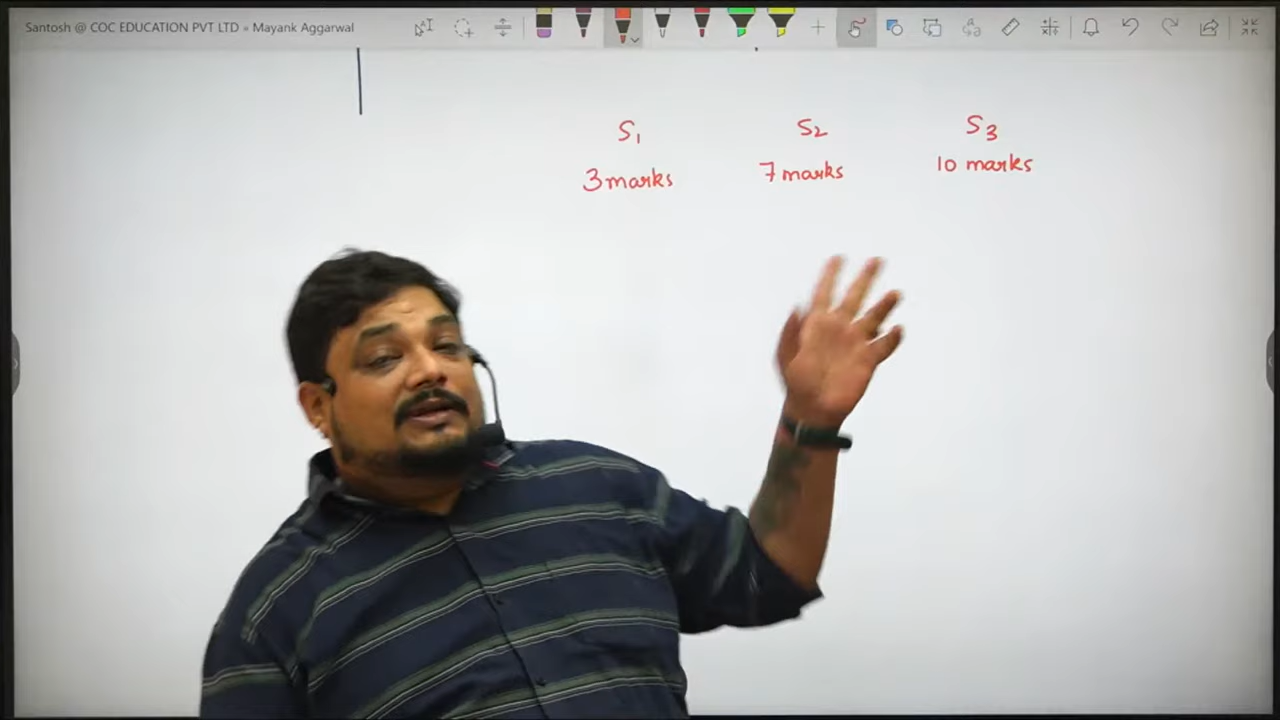 Santosh @ COC EDUCATION PVT LTD = Mayank Aggarwal
S1 S2 S3
3 marks 7 marks 10 marks